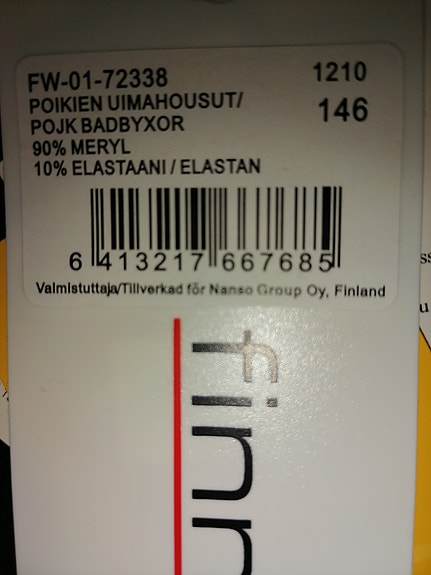 FW-01-72338 1210
POIKIEN UIMAHOUSUT/ 146
POJK BADBYXOR
90% MERYL
10% ELASTAANI / ELASTAN
6 413217 667685
Valmistuttaja/Tillverkad för Nanso Group Oy, Finland
finn